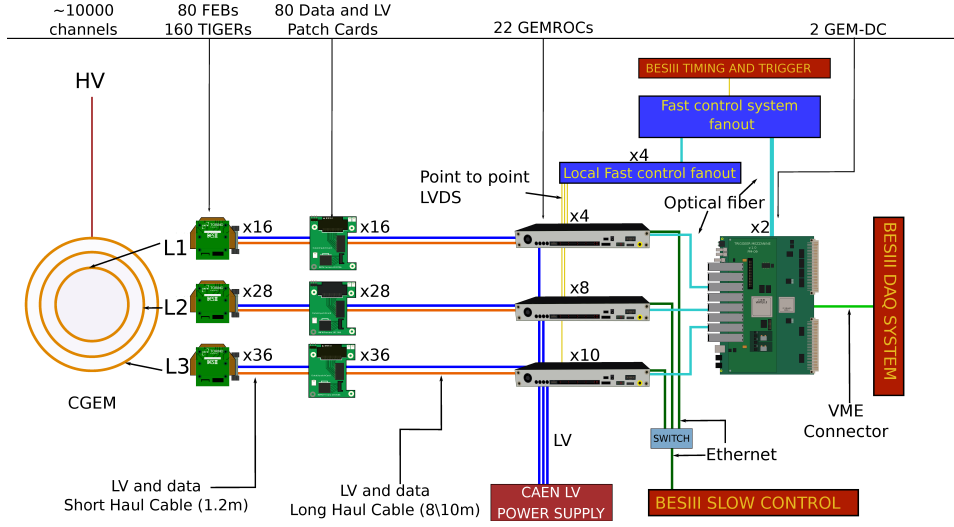 ~10000
channels
80 FEBs
160 TIGERs
80 Data and LV
Patch Cards
22 GEMROCs
2 GEM-DC
HV
BESIII TIMING AND TRIGGER
Fast control system
fanout
x4
Local Fast control fanout
Point to point
LVDS
Optical fiber
L1
x16
x16
x4
x2
L2
x28
x28
x8
L3
x36
x36
x10
BESIII DAQ SYSTEM
CGEM
VME
Connector
SWITCH
Ethernet
LV
LV and data
Short Haul Cable (1.2m)
LV and data
Long Haul Cable (8\10m)
CAEN LV
POWER SUPPLY
BESIII SLOW CONTROL